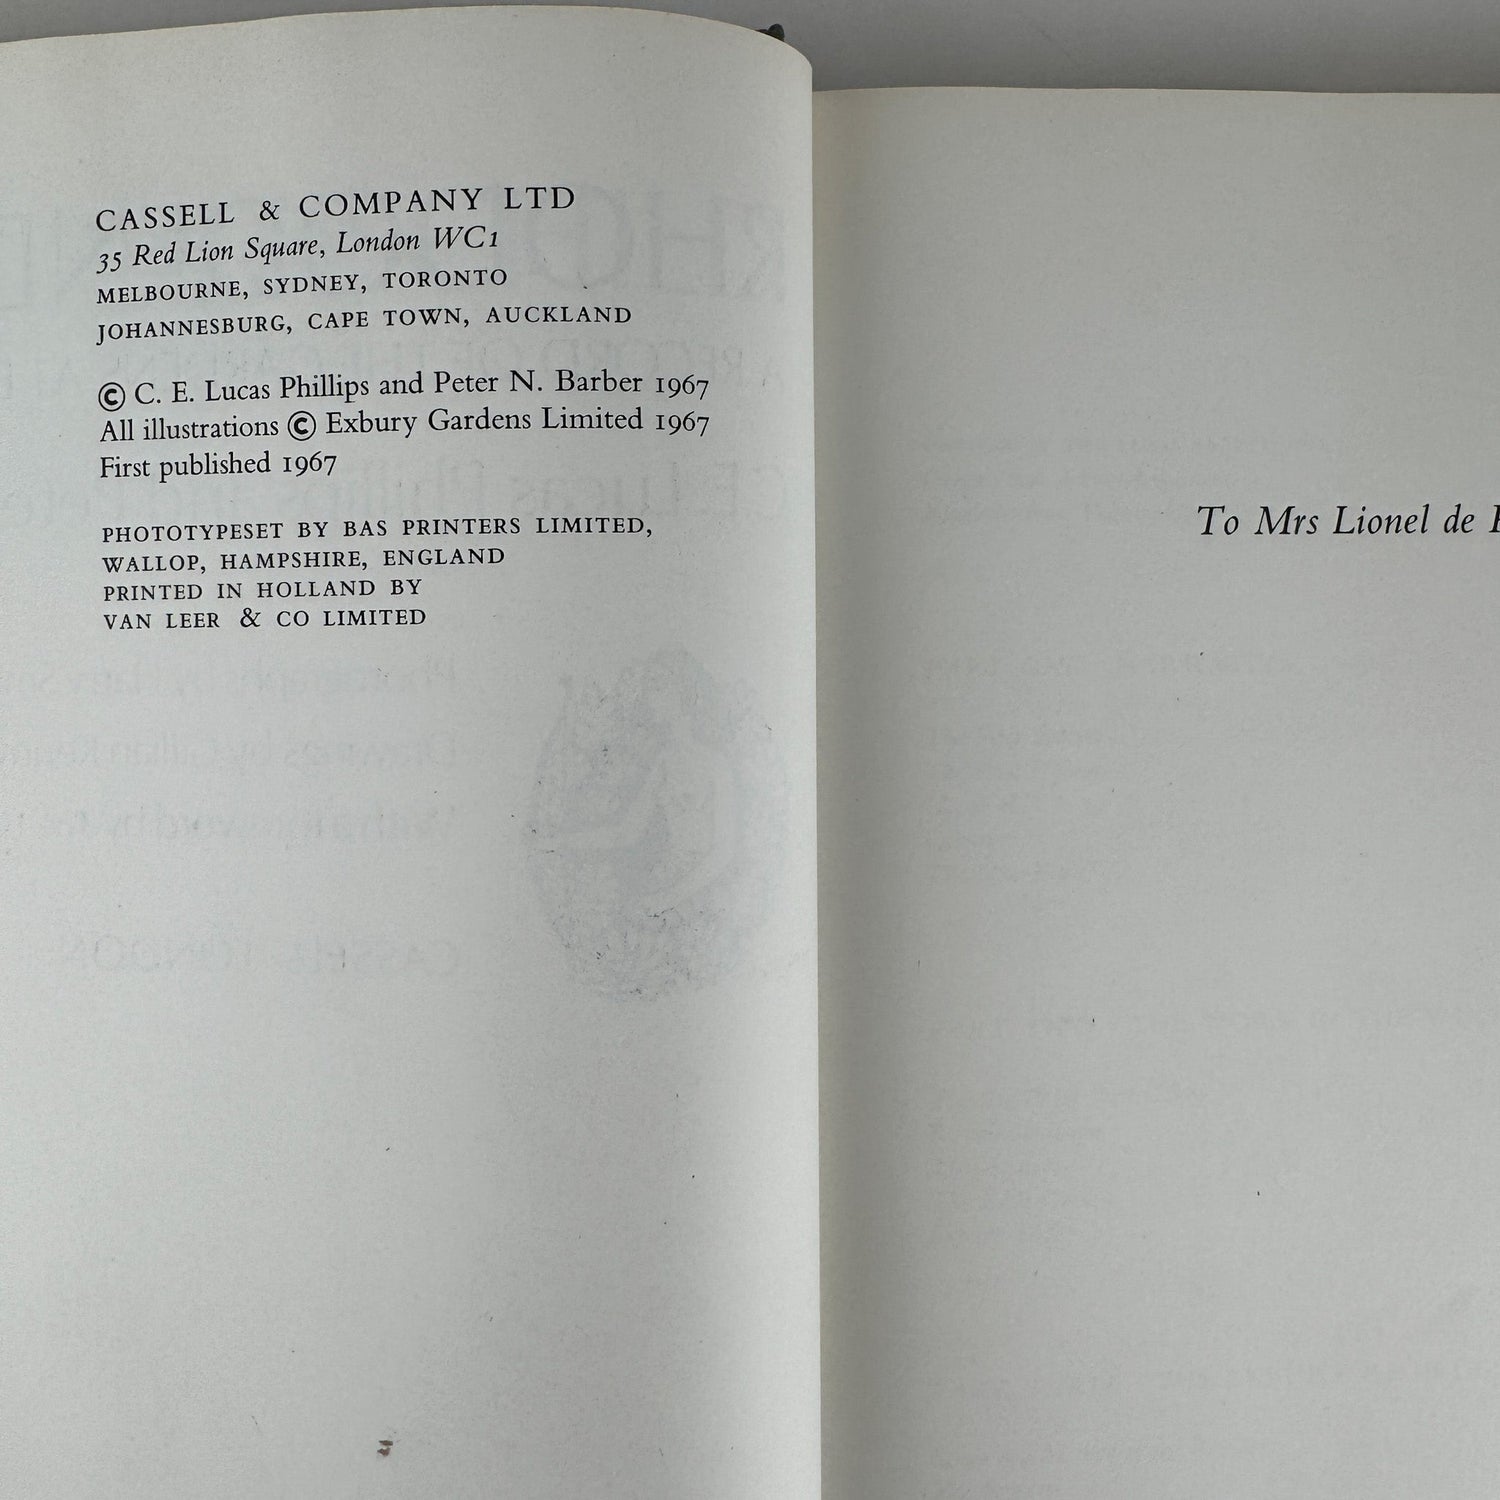 CASSELL & COMPANY LTD
35 Red Lion Square, London WC1
MELBOURNE, SYDNEY, TORONTO
JOHANNESBURG, CAPE TOWN, AUCKLAND
© C. E. Lucas Phillips and Peter N. Barber 1967
All illustrations © Exbury Gardens Limited 1967
First published 1967
PHOTOTYPESET BY BAS PRINTERS LIMITED,
WALLOP, HAMPSHIRE, ENGLAND
PRINTED IN HOLLAND BY
VAN LEER & CO LIMITED
To Mrs Lionel de